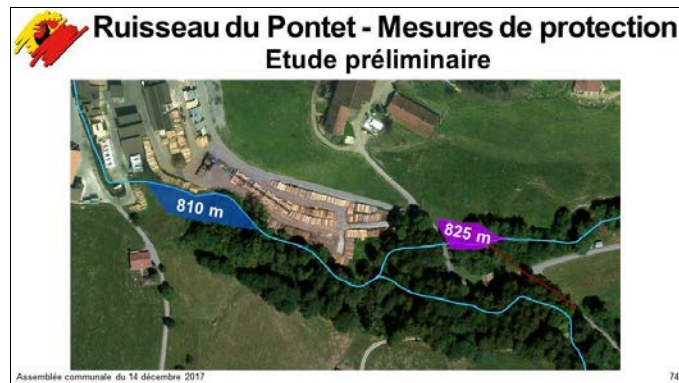 Ruisseau du Pontet - Mesures de protection
Etude préliminaire
810 m
825 m
Assemblée communale du 14 décembre 2017
74